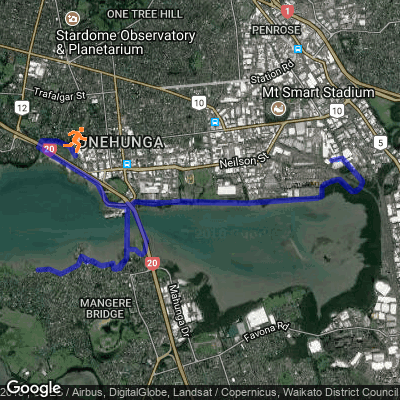 ONE TREE HILL
1
Stardome Observatory
& Planetarium
PENROSE
Station Rd
Trafalgar St
12
10
Mt Smart Stadium
10
ONEHUNGA
5
20
Neilson St
20
MANGERE
BRIDGE
Mahunga Dr
Favona Rd
Google
/ Airbus, DigitalGlobe, Landsat / Copernicus, Waikato District Council